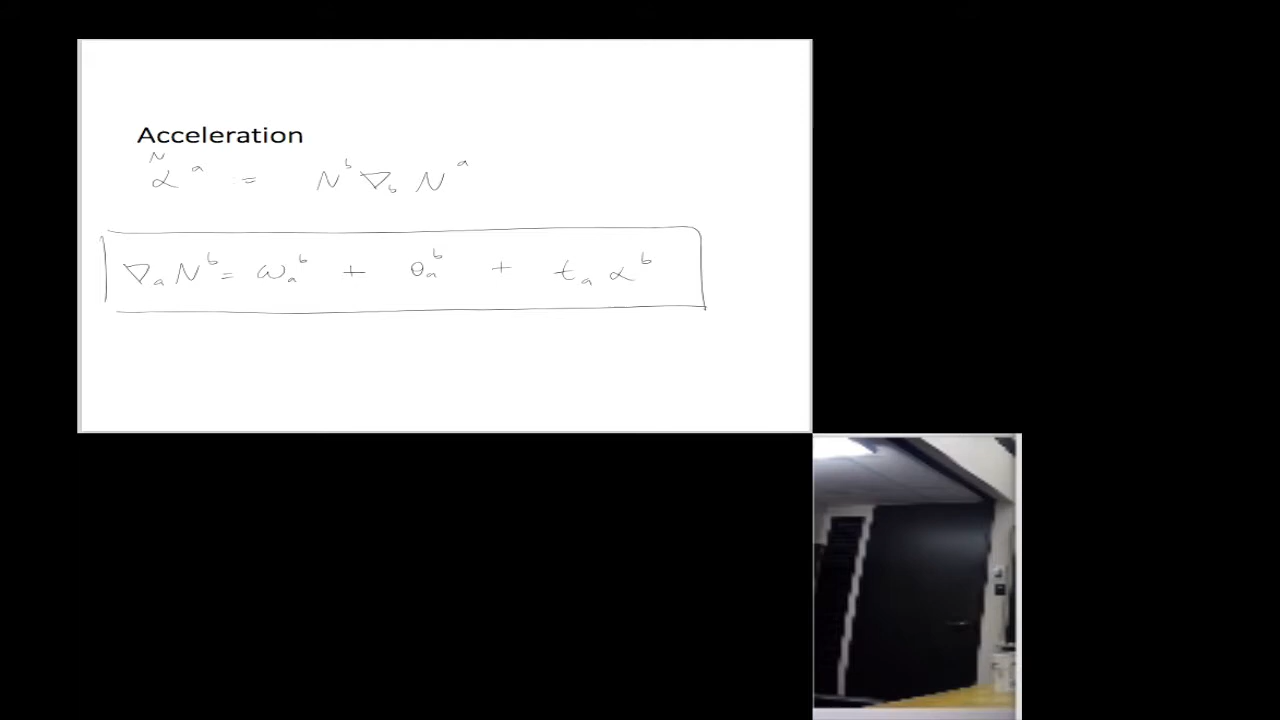 Acceleration
N
α^a = N^b ∇_b N^a
∇_a N^b = ω_a^b + θ_a^b + t_a α^b